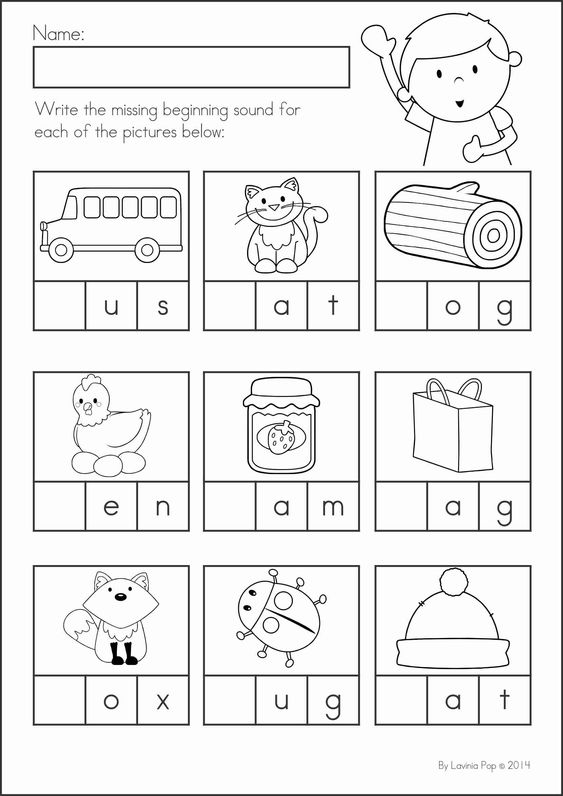 Name:
Write the missing beginning sound for
each of the pictures below:
u s
a t
o g
e n
a m
a g
o x
u g
a t
By Lavinia Pop © 2014